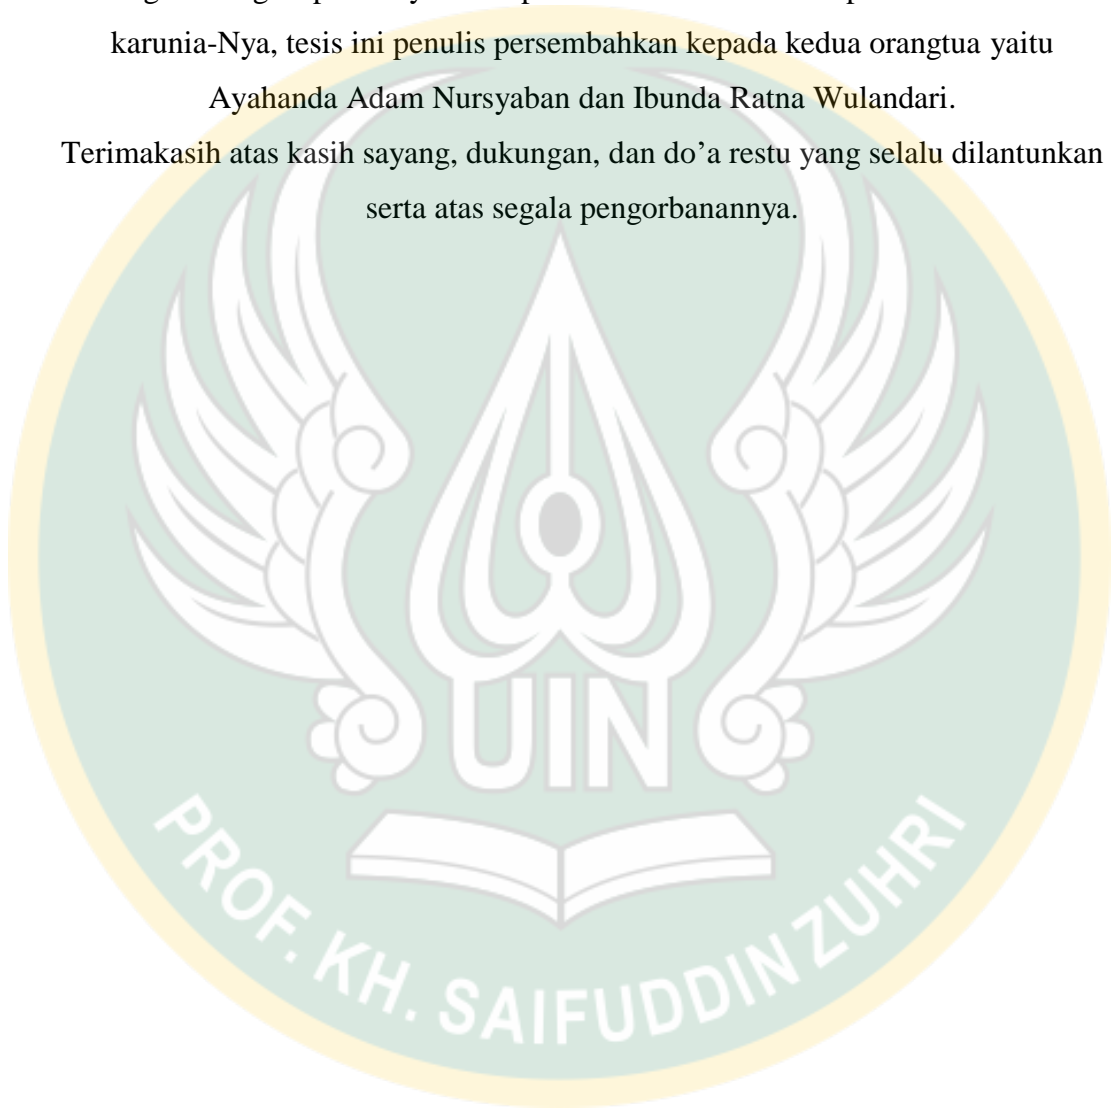 karunia-Nya, tesis ini penulis persembahkan kepada kedua orangtua yaitu
Ayahanda Adam Nursyaban dan Ibunda Ratna Wulandari.
Terimakasih atas kasih sayang, dukungan, dan do’a restu yang selalu dilantunkan
serta atas segala pengorbanannya.
UIN
PROF. KH. SAIFUDDIN ZUHRI